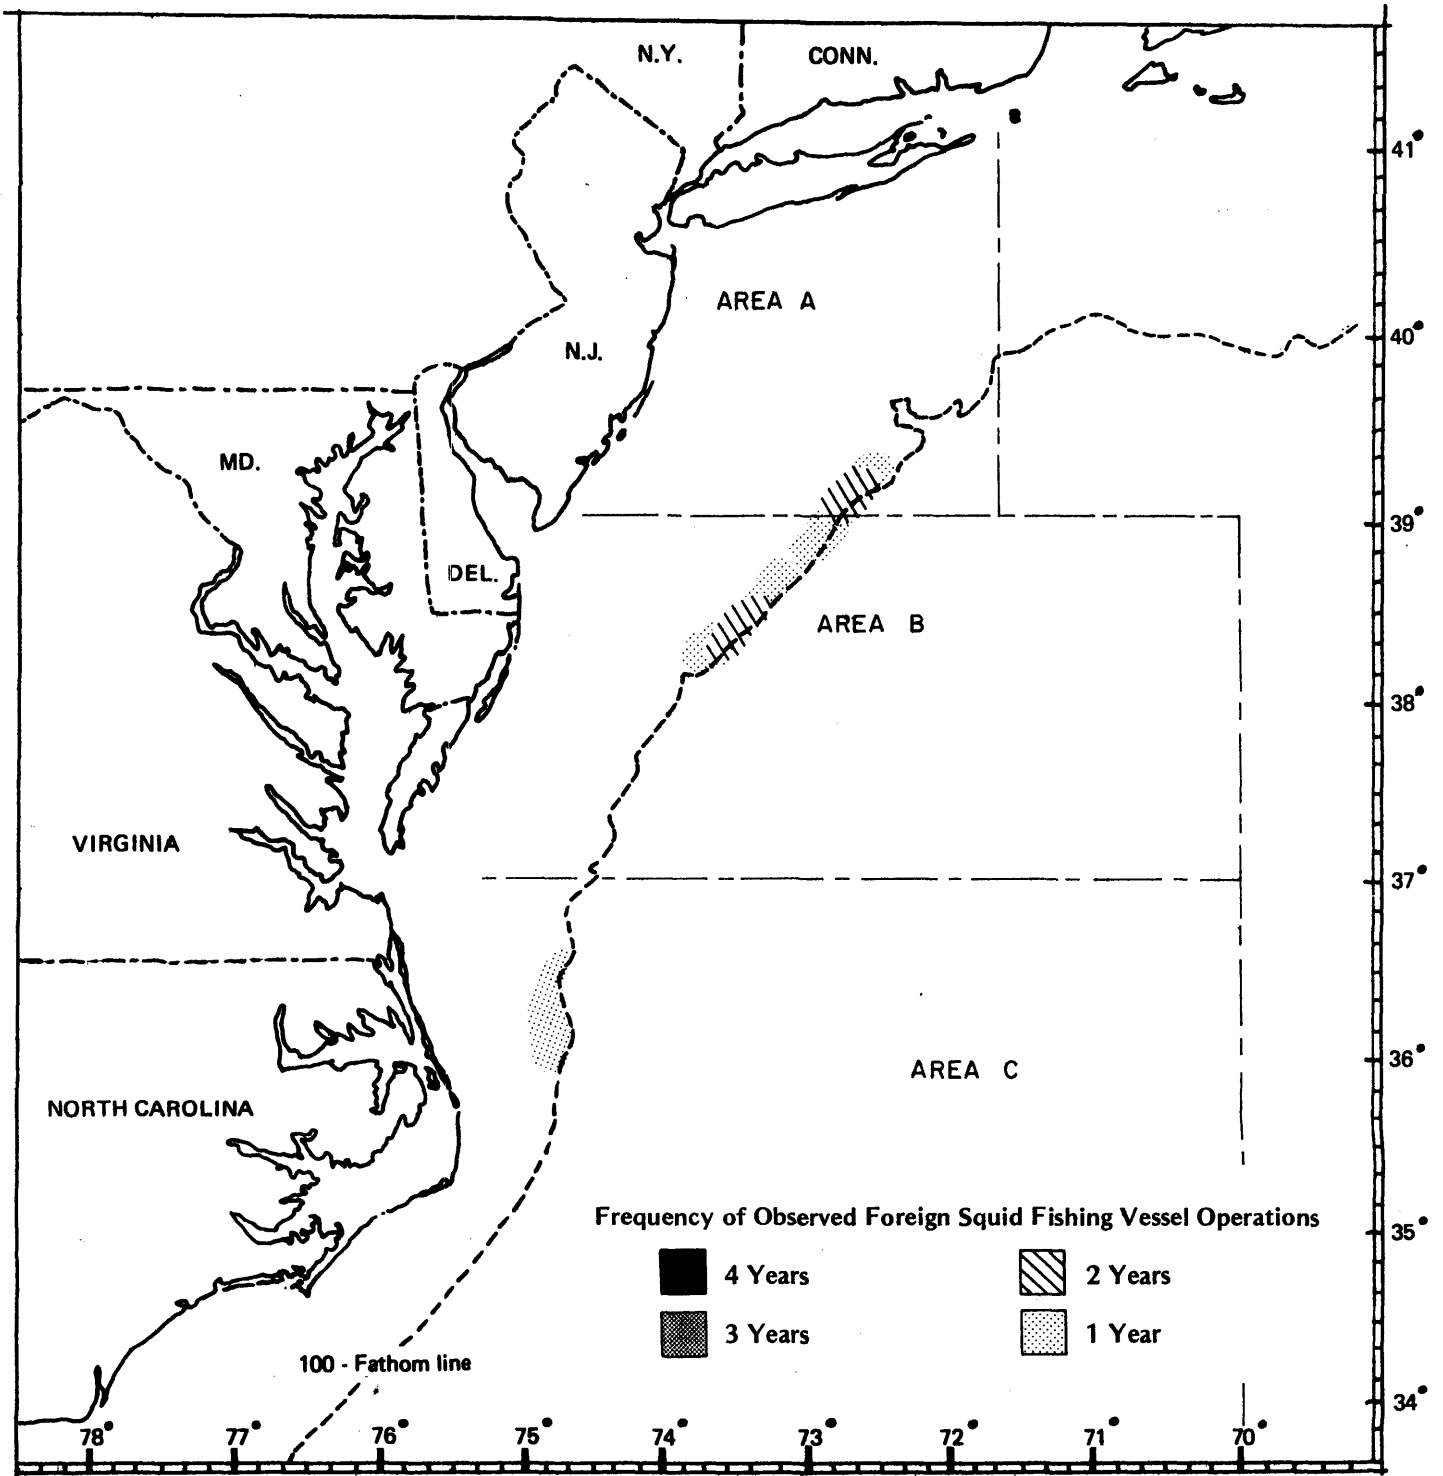 N.Y.
CONN.
41°
AREA A
40°
N.J.
MD.
39°
DEL.
AREA B
38°
VIRGINIA
37°
36°
AREA C
NORTH CAROLINA
Frequency of Observed Foreign Squid Fishing Vessel Operations
35°
4 Years
2 Years
3 Years
1 Year
100 - Fathom line
34°
78° 77° 76° 75° 74° 73° 72° 71° 70°